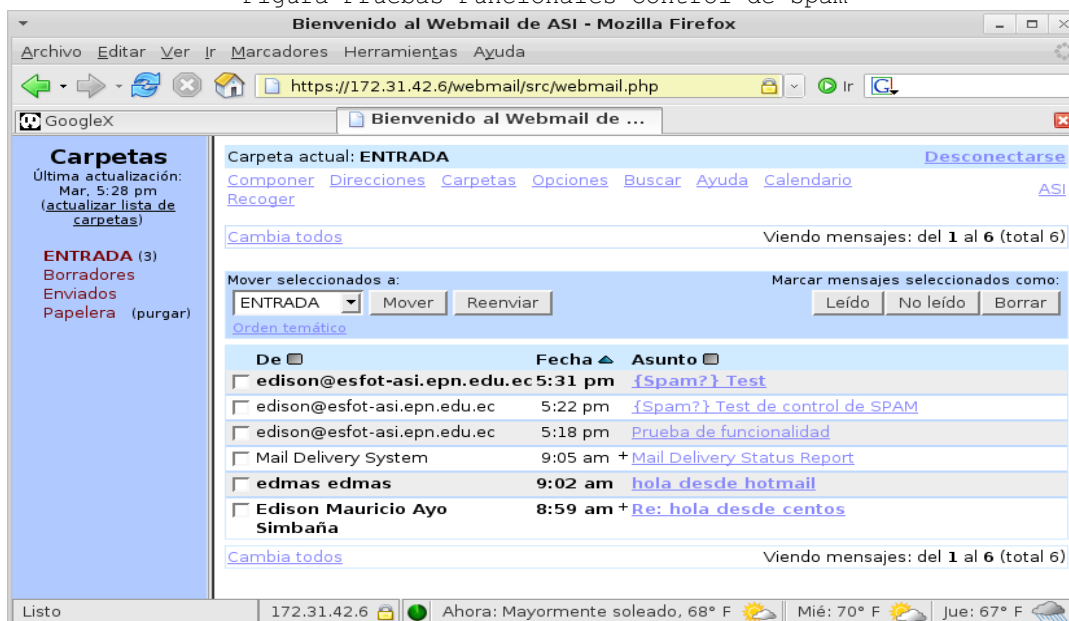 Figura Pruebas Funcionales Control de Spam
Bienvenido al Webmail de ASI - Mozilla Firefox
Archivo Editar Ver Ir Marcadores Herramientas Ayuda
https://172.31.42.6/webmail/src/webmail.php Ir G
GoogleX Bienvenido al Webmail de ...
Carpetas
Última actualización:
Mar, 5:28 pm
(actualizar lista de
carpetas)
ENTRADA (3)
Borradores
Enviados
Papelera (purgar)
Carpeta actual: ENTRADA Desconectarse
Componer Direcciones Carpetas Opciones Buscar Ayuda Calendario
Recoger ASI
Cambia todos Viendo mensajes: del 1 al 6 (total 6)
Mover seleccionados a: Marcar mensajes seleccionados como:
ENTRADA Mover Reenviar Leído No leído Borrar
Orden temático
De Fecha Asunto
edison@esfot-asi.epn.edu.ec 5:31 pm {Spam?} Test
edison@esfot-asi.epn.edu.ec 5:22 pm {Spam?} Test de control de SPAM
edison@esfot-asi.epn.edu.ec 5:18 pm Prueba de funcionalidad
Mail Delivery System 9:05 am + Mail Delivery Status Report
edmas edmas 9:02 am hola desde hotmail
Edison Mauricio Ayo 8:59 am + Re: hola desde centos
Simbaña
Cambia todos Viendo mensajes: del 1 al 6 (total 6)
Listo 172.31.42.6 Ahora: Mayormente soleado, 68° F Mié: 70° F Jue: 67° F